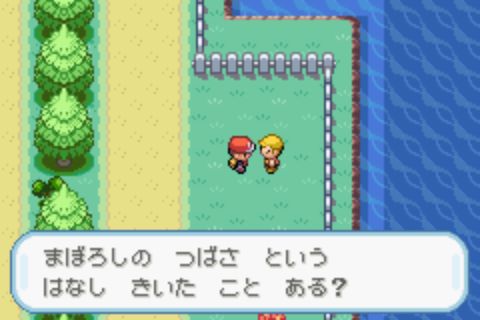 まぼろしの　つばさ　という
はなし　きいた　こと　ある?